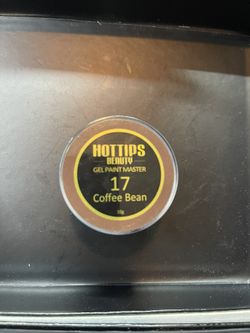 HOTTIPS
BEAUTY
GEL PAINT MASTER
17
Coffee Bean